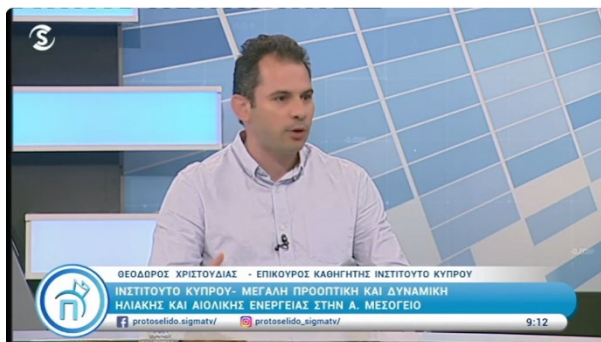 S
ΘΕΟΔΩΡΟΣ ΧΡΙΣΤΟΥΔΙΑΣ - ΕΠΙΚΟΥΡΟΣ ΚΑΘΗΓΗΤΗΣ ΙΝΣΤΙΤΟΥΤΟ ΚΥΠΡΟΥ
ΙΝΣΤΙΤΟΥΤΟ ΚΥΠΡΟΥ- ΜΕΓΑΛΗ ΠΡΟΟΠΤΙΚΗ ΚΑΙ ΔΥΝΑΜΙΚΗ
ΗΛΙΑΚΗΣ ΚΑΙ ΑΙΟΛΙΚΗΣ ΕΝΕΡΓΕΙΑΣ ΣΤΗΝ Α. ΜΕΣΟΓΕΙΟ
protoselido.sigmatv/ protoselido_sigmatv/ 9:12